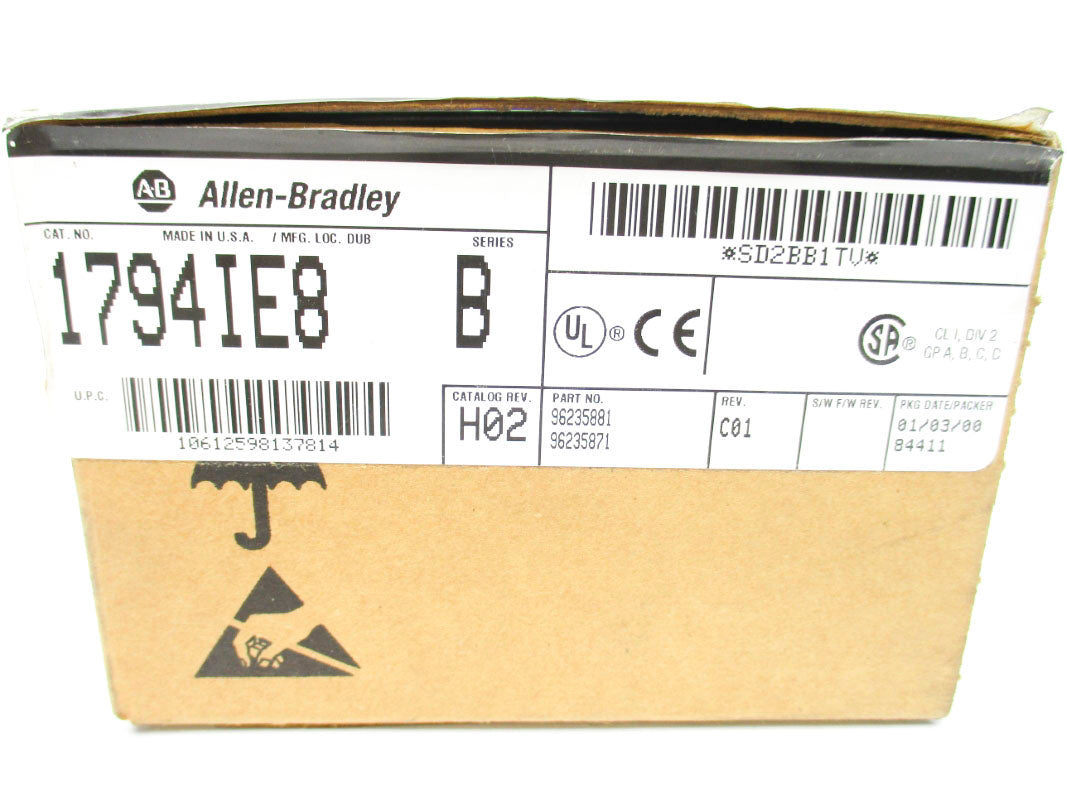 A-B Allen-Bradley
CAT. NO. MADE IN U.S.A. / MFG. LOC. DUB SERIES
1794IE8 B
*SD2BB1TV*
UL ® CE SA ® CL I, DIV 2
GP A, B, C, D
U.P.C.
10612598137814
CATALOG REV.
H02
PART NO.
96235881
96235871
REV.
C01
S/W F/W REV.
PKG DATE/PACKER
01/03/00
84411